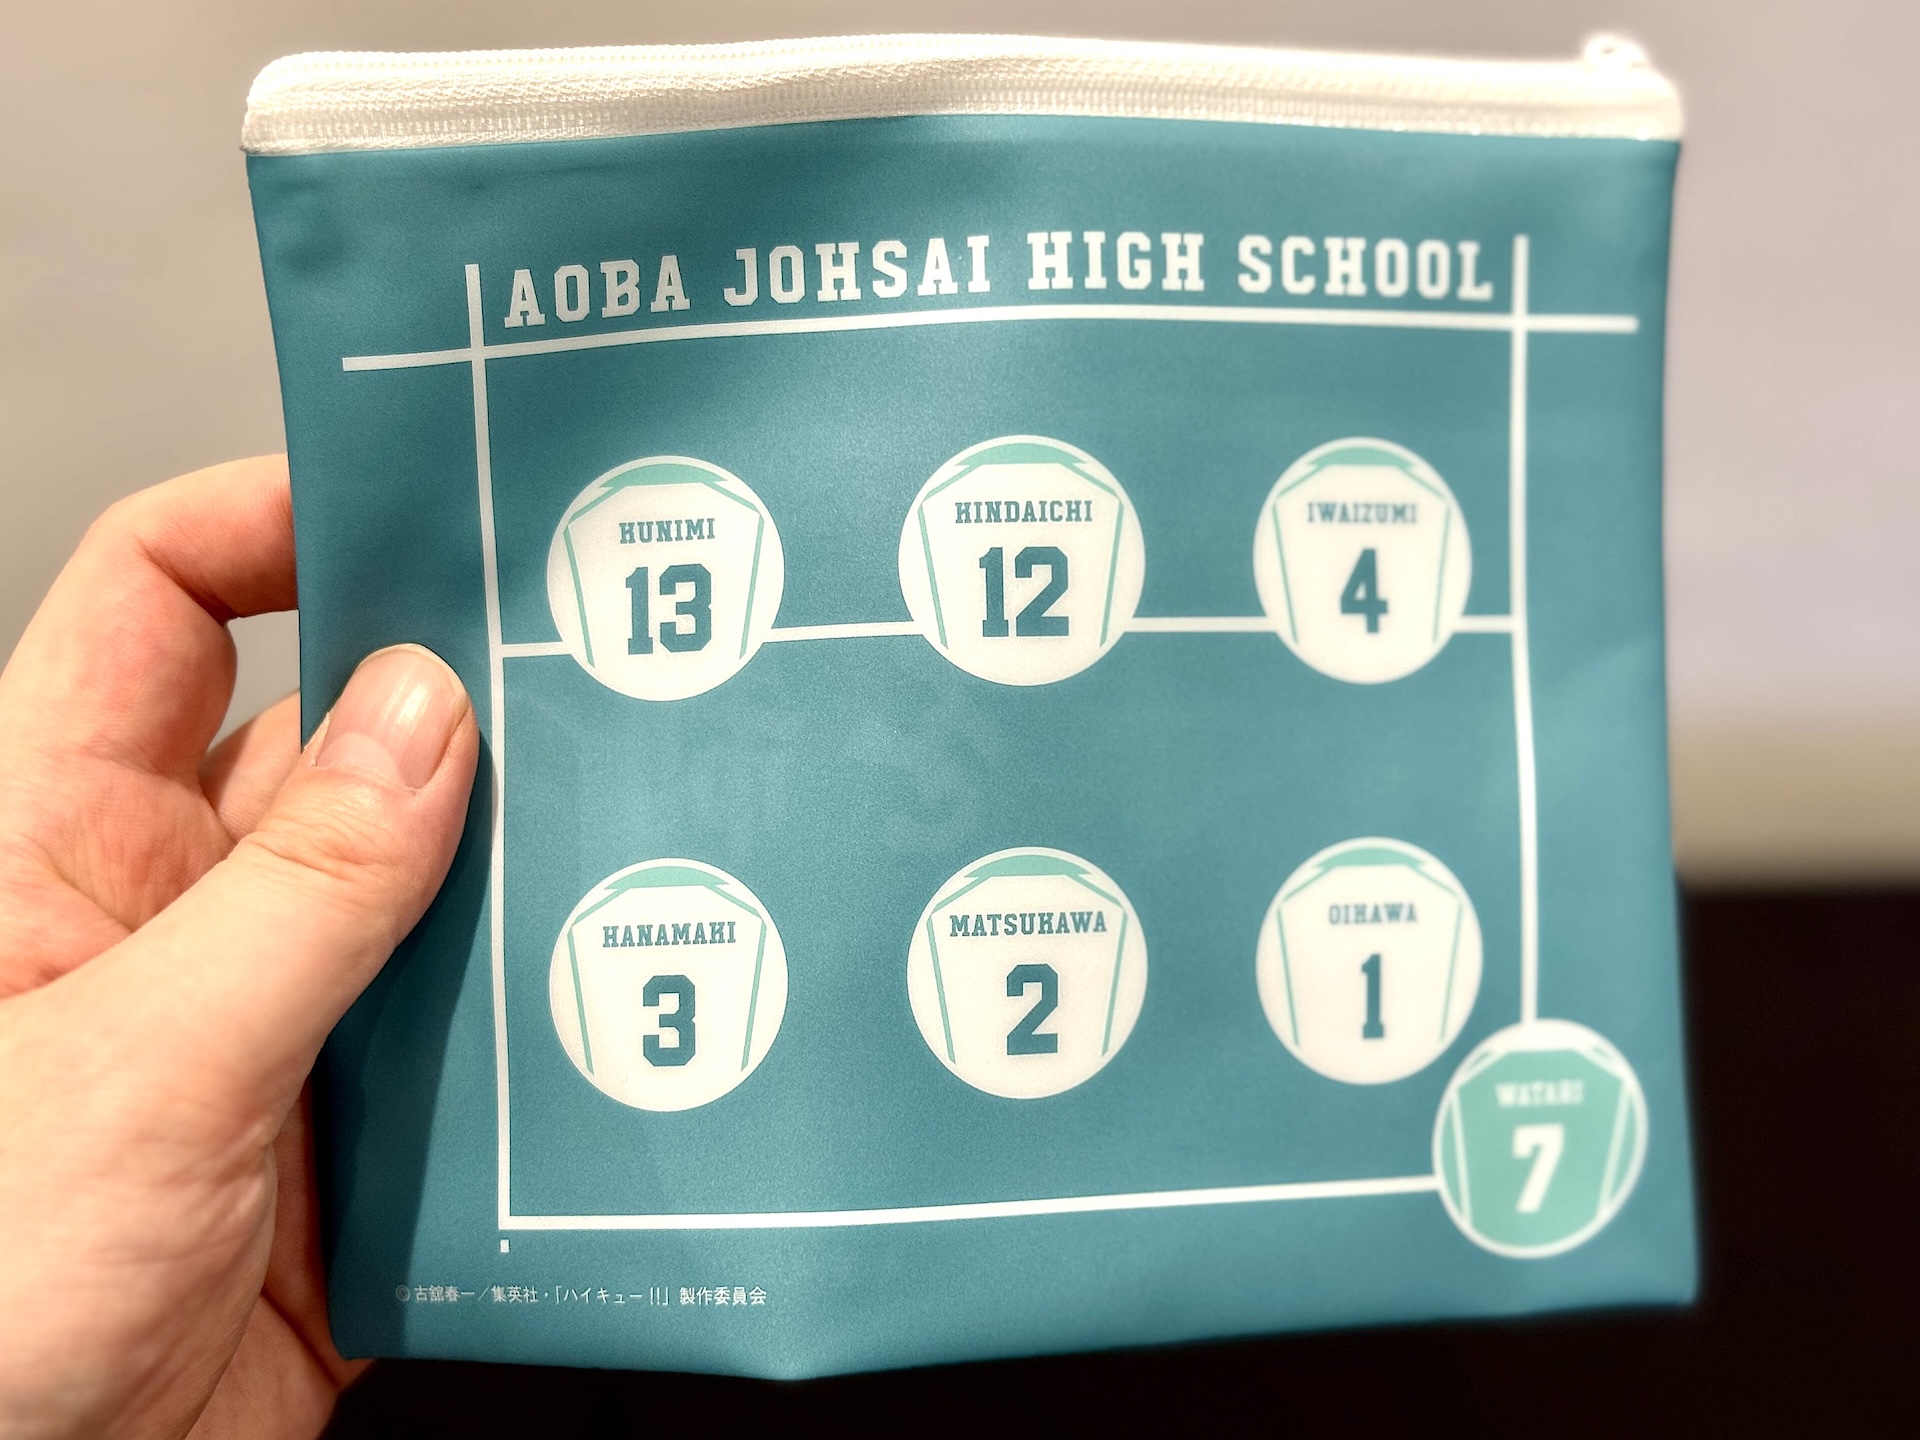 AOBA JOHSAI HIGH SCHOOL
KUNIMI
13
KINDAICHI
12
IWAIZUMI
4
HANAMAKI
3
MATSUKAWA
2
OIKAWA
1
WATARI
7
©古舘春一／集英社・「ハイキュー!!」製作委員会